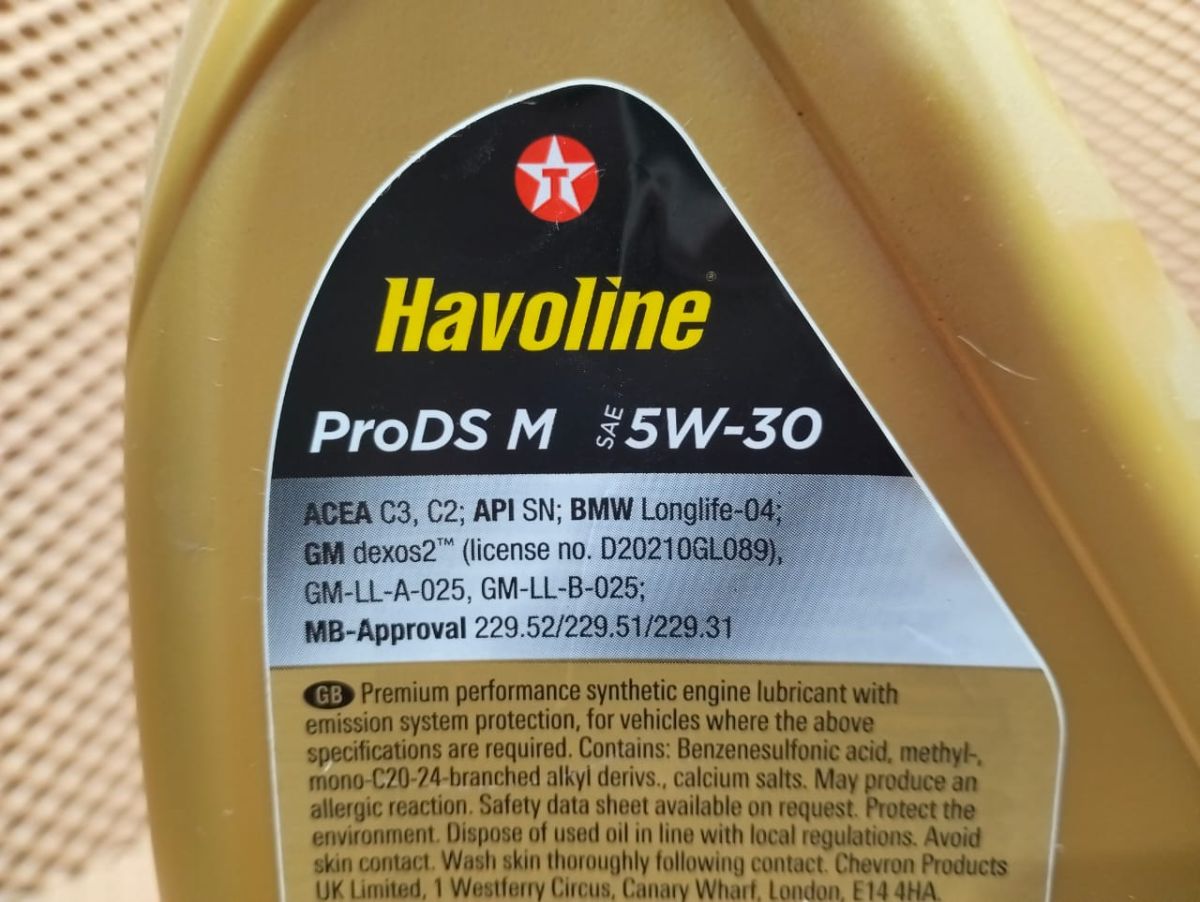 T
Havoline®
ProDS M SAE 5W-30
ACEA C3, C2; API SN; BMW Longlife-04;
GM dexos2™ (license no. D20210GL089),
GM-LL-A-025, GM-LL-B-025;
MB-Approval 229.52/229.51/229.31
GB Premium performance synthetic engine lubricant with
emission system protection, for vehicles where the above
specifications are required. Contains: Benzenesulfonic acid, methyl-,
mono-C20-24-branched alkyl derivs., calcium salts. May produce an
allergic reaction. Safety data sheet available on request. Protect the
environment. Dispose of used oil in line with local regulations. Avoid
skin contact. Wash skin thoroughly following contact. Chevron Products
UK Limited, 1 Westferry Circus, Canary Wharf, London, E14 4HA.